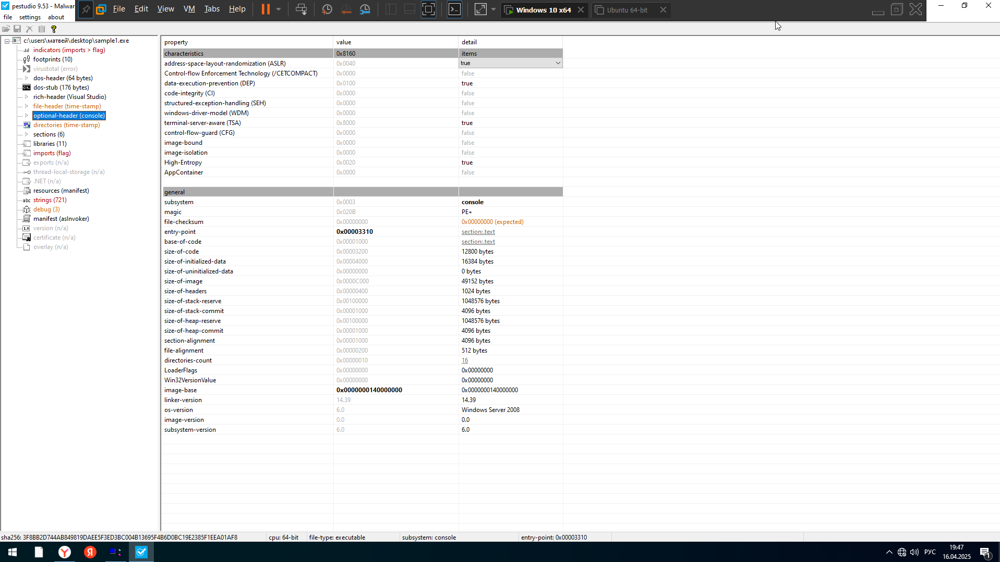 pestudio 9.53 - Malwar
File Edit View VM Tabs Help
Windows 10 x64
Ubuntu 64-bit
file settings about
c:\users\матвей\desktop\sample1.exe
indicators (imports > flag)
footprints (10)
virustotal (error)
dos-header (64 bytes)
dos-stub (176 bytes)
rich-header (Visual Studio)
file-header (time-stamp)
optional-header (console)
directories (time-stamp)
sections (6)
libraries (11)
imports (flag)
exports (n/a)
thread-local-storage (n/a)
.NET (n/a)
resources (manifest)
abc strings (721)
debug (3)
manifest (asInvoker)
1.0 version (n/a)
certificate (n/a)
overlay (n/a)
property value detail
characteristics 0x8160 items
address-space-layout-randomization (ASLR) 0x0040 true
Control-flow Enforcement Technology (/CETCOMPACT) 0x0000 false
data-execution-prevention (DEP) 0x0100 true
code-integrity (CI) 0x0000 false
structured-exception-handling (SEH) 0x0000 false
windows-driver-model (WDM) 0x0000 false
terminal-server-aware (TSA) 0x8000 true
control-flow-guard (CFG) 0x0000 false
image-bound 0x0000 false
image-isolation 0x0000 false
High-Entropy 0x0020 true
AppContainer 0x0000 false
general
subsystem 0x0003 console
magic 0x020B PE+
file-checksum 0x00000000 0x00000000 (expected)
entry-point 0x00003310 section:.text
base-of-code 0x00001000 section:.text
size-of-code 0x00003200 12800 bytes
size-of-initialized-data 0x00004000 16384 bytes
size-of-uninitialized-data 0x00000000 0 bytes
size-of-image 0x0000C000 49152 bytes
size-of-headers 0x00000400 1024 bytes
size-of-stack-reserve 0x00100000 1048576 bytes
size-of-stack-commit 0x00001000 4096 bytes
size-of-heap-reserve 0x00100000 1048576 bytes
size-of-heap-commit 0x00001000 4096 bytes
section-alignment 0x00001000 4096 bytes
file-alignment 0x00000200 512 bytes
directories-count 0x00000010 16
LoaderFlags 0x00000000 0x00000000
Win32VersionValue 0x00000000 0x00000000
image-base 0x0000000140000000 0x0000000140000000
linker-version 14.39 14.39
os-version 6.0 Windows Server 2008
image-version 0.0 0.0
subsystem-version 6.0 6.0
sha256: 3F8BB2D744AB849819DAEE5F3ED3BC004B13695F4B6D0BC19E2385F1EEA01AF8 cpu: 64-bit file-type: executable subsystem: console entry-point: 0x00003310
Y Я РУС 19:47
16.04.2025
1